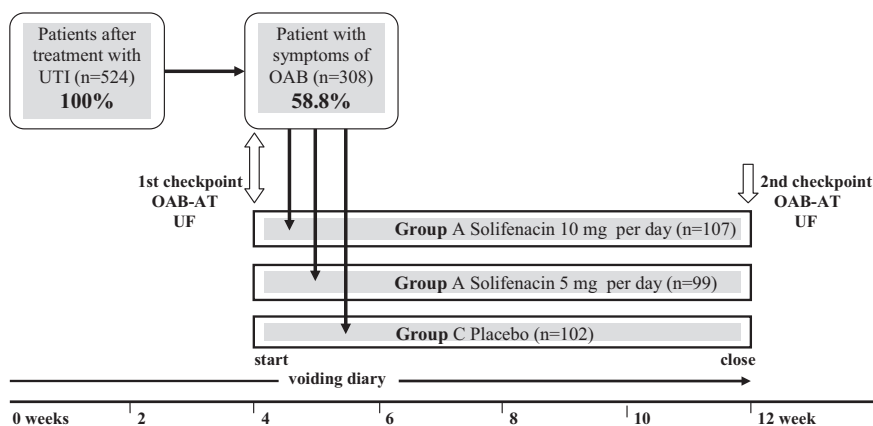 Patients after
treatment with
UTI (n=524)
100%
Patient with
symptoms of
OAB (n=308)
58.8%
1st checkpoint
OAB-AT
UF
2nd checkpoint
OAB-AT
UF
Group A Solifenacin 10 mg per day (n=107)
Group A Solifenacin 5 mg per day (n=99)
Group C Placebo (n=102)
start
close
voiding diary
0 weeks 2 4 6 8 10 12 week